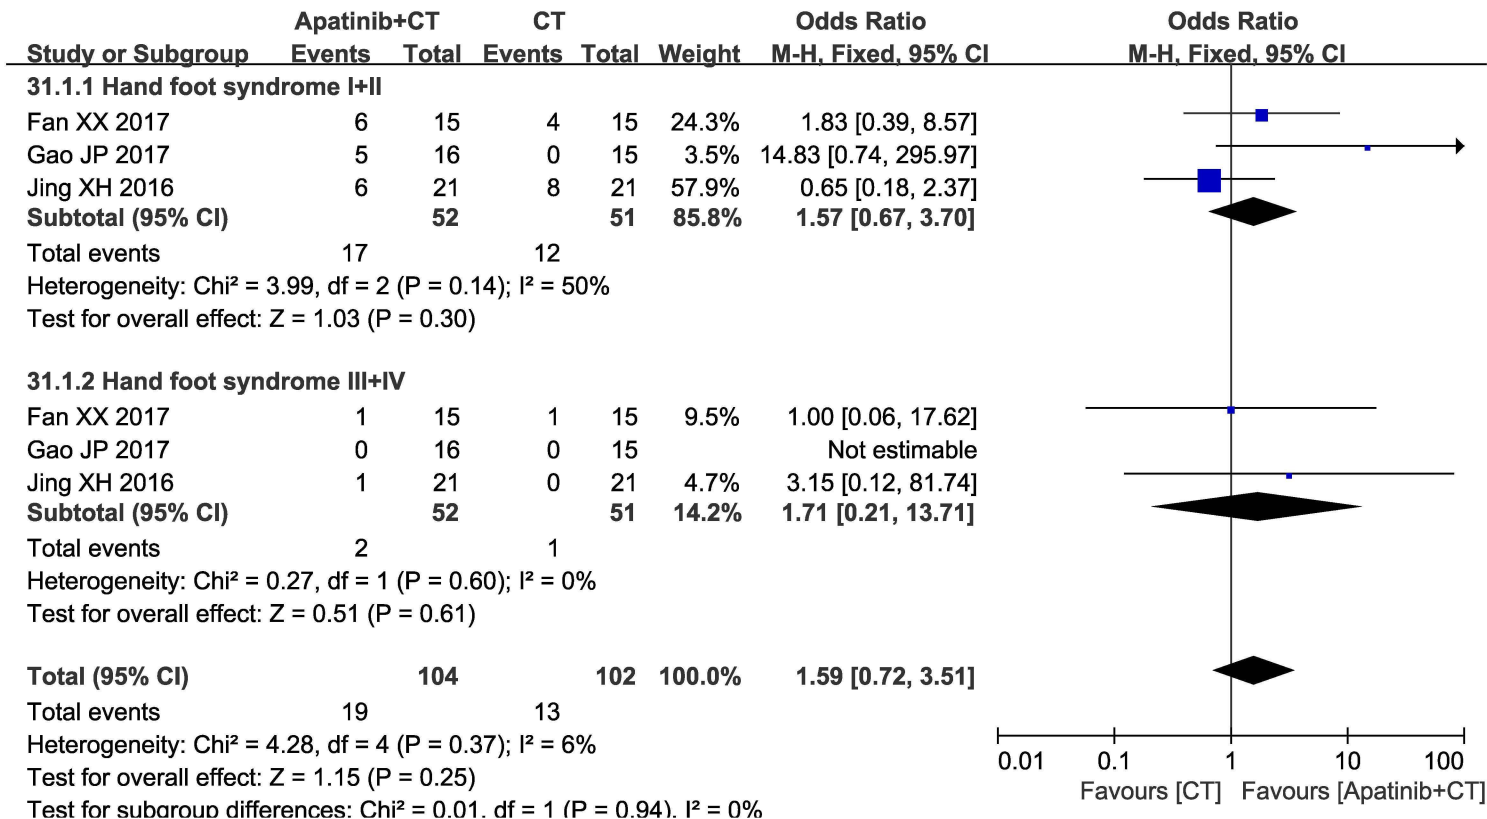 Apatinib+CT CT Odds Ratio Odds Ratio
Study or Subgroup Events Total Events Total Weight M-H, Fixed, 95% CI M-H, Fixed, 95% CI
31.1.1 Hand foot syndrome I+II
Fan XX 2017 6 15 4 15 24.3% 1.83 [0.39, 8.57]
Gao JP 2017 5 16 0 15 3.5% 14.83 [0.74, 295.97]
Jing XH 2016 6 21 8 21 57.9% 0.65 [0.18, 2.37]
Subtotal (95% CI) 52 51 85.8% 1.57 [0.67, 3.70]
Total events 17 12
Heterogeneity: Chi² = 3.99, df = 2 (P = 0.14); I² = 50%
Test for overall effect: Z = 1.03 (P = 0.30)
31.1.2 Hand foot syndrome III+IV
Fan XX 2017 1 15 1 15 9.5% 1.00 [0.06, 17.62]
Gao JP 2017 0 16 0 15 Not estimable
Jing XH 2016 1 21 0 21 4.7% 3.15 [0.12, 81.74]
Subtotal (95% CI) 52 51 14.2% 1.71 [0.21, 13.71]
Total events 2 1
Heterogeneity: Chi² = 0.27, df = 1 (P = 0.60); I² = 0%
Test for overall effect: Z = 0.51 (P = 0.61)
Total (95% CI) 104 102 100.0% 1.59 [0.72, 3.51]
Total events 19 13
Heterogeneity: Chi² = 4.28, df = 4 (P = 0.37); I² = 6%
Test for overall effect: Z = 1.15 (P = 0.25)
Test for subgroup differences: Chi² = 0.01, df = 1 (P = 0.94), I² = 0%
0.01 0.1 1 10 100
Favours [CT] Favours [Apatinib+CT]